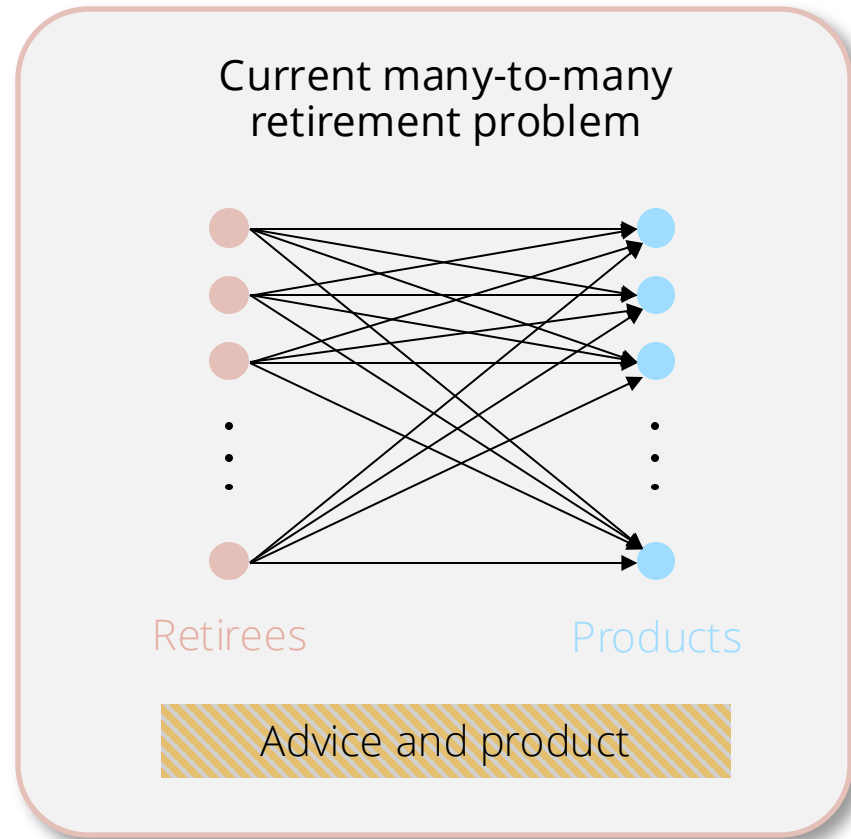 Current many-to-many
retirement problem
Retirees
Products
Advice and product